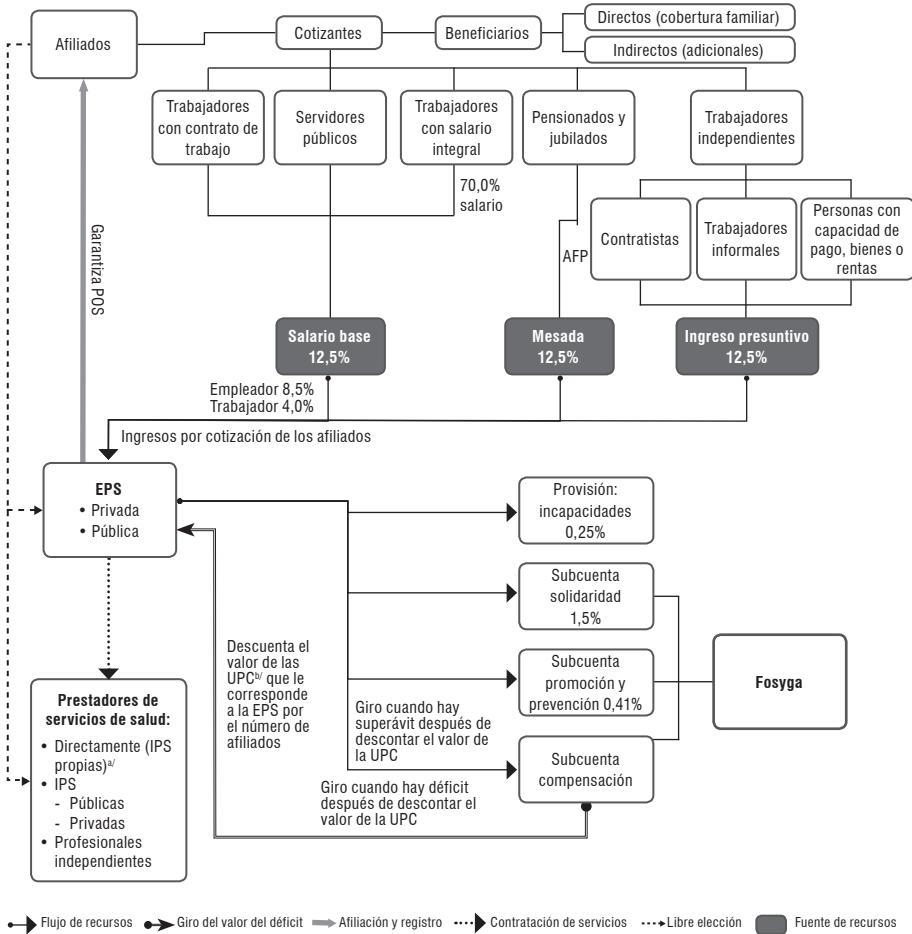 Afiliados
Cotizantes
Beneficiarios
Directos (cobertura familiar)
Indirectos (adicionales)
Trabajadores
con contrato de
trabajo
Servidores
públicos
Trabajadores
con salario
integral
Pensionados y
jubilados
Trabajadores
independientes
70,0%
salario
AFP
Contratistas
Trabajadores
informales
Personas con
capacidad de
pago, bienes o
rentas
Garantiza POS
Salario base
12,5%
Mesada
12,5%
Ingreso presuntivo
12,5%
Empleador 8,5%
Trabajador 4,0%
Ingresos por cotización de los afiliados
EPS
• Privada
• Pública
Provisión:
incapacidades
0,25%
Subcuenta
solidaridad
1,5%
Subcuenta
promoción y
prevención 0,41%
Subcuenta
compensación
Fosyga
Descuenta el
valor de las
UPCb/ que le
corresponde
a la EPS por
el número de
afiliados
Giro cuando hay
superávit después de
descontar el valor de
la UPC
Giro cuando hay déficit
después de descontar el
valor de la UPC
Prestadores de
servicios de salud:
• Directamente (IPS
propias)a/
• IPS
- Públicas
- Privadas
• Profesionales
independientes
Flujo de recursos
Giro del valor del déficit
Afiliación y registro
Contratación de servicios
Libre elección
Fuente de recursos